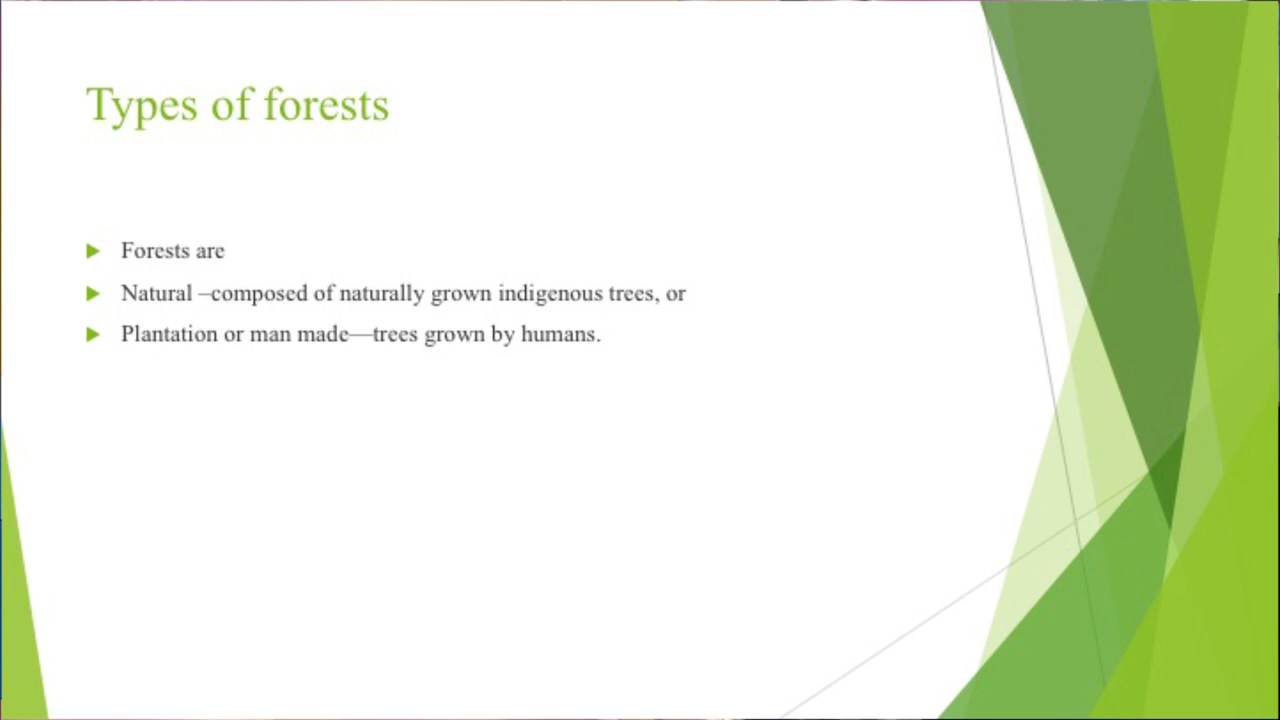 Types of forests
Forests are
Natural –composed of naturally grown indigenous trees, or
Plantation or man made—trees grown by humans.